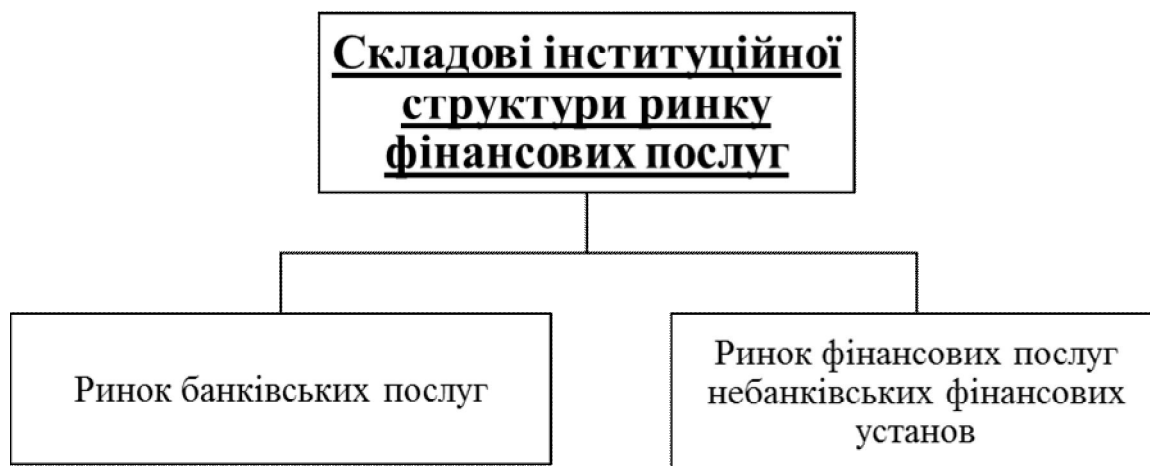 Складові інституційної
структури ринку
фінансових послуг
Ринок банківських послуг
Ринок фінансових послуг
небанківських фінансових
установ